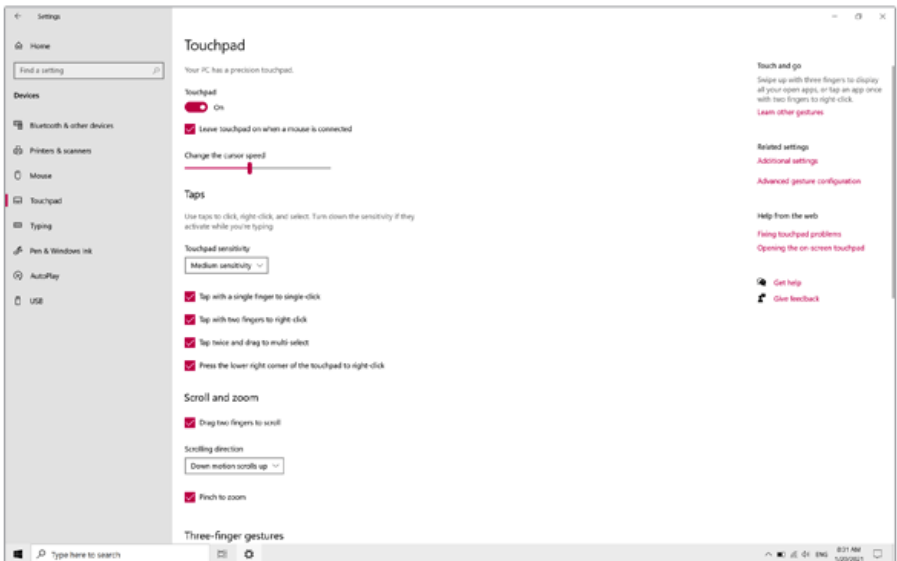 Settings
Home
Find a setting
Devices
Bluetooth & other devices
Printers & scanners
Mouse
Touchpad
Typing
Pen & Windows Ink
AutoPlay
USB
Touchpad
Your PC has a precision touchpad.
Touchpad
On
Leave touchpad on when a mouse is connected
Change the cursor speed
Taps
Use taps to click, right-click, and select. Turn down the sensitivity if they
activate while you're typing.
Touchpad sensitivity
Medium sensitivity
Tap with a single finger to single-click
Tap with two fingers to right-click
Tap twice and drag to multi-select
Press the lower right corner of the touchpad to right-click
Scroll and zoom
Drag two fingers to scroll
Scrolling direction
Down motion scrolls up
Pinch to zoom
Three-finger gestures
Touch and go
Swipe up with three fingers to display
all your open apps, or tap an app once
with two fingers to right-click.
Learn other gestures
Related settings
Additional settings
Advanced gesture configuration
Help from the web
Fixing touchpad problems
Opening the on-screen touchpad
Get help
Give feedback
Type here to search
ENG
8:31 AM
1/20/2021